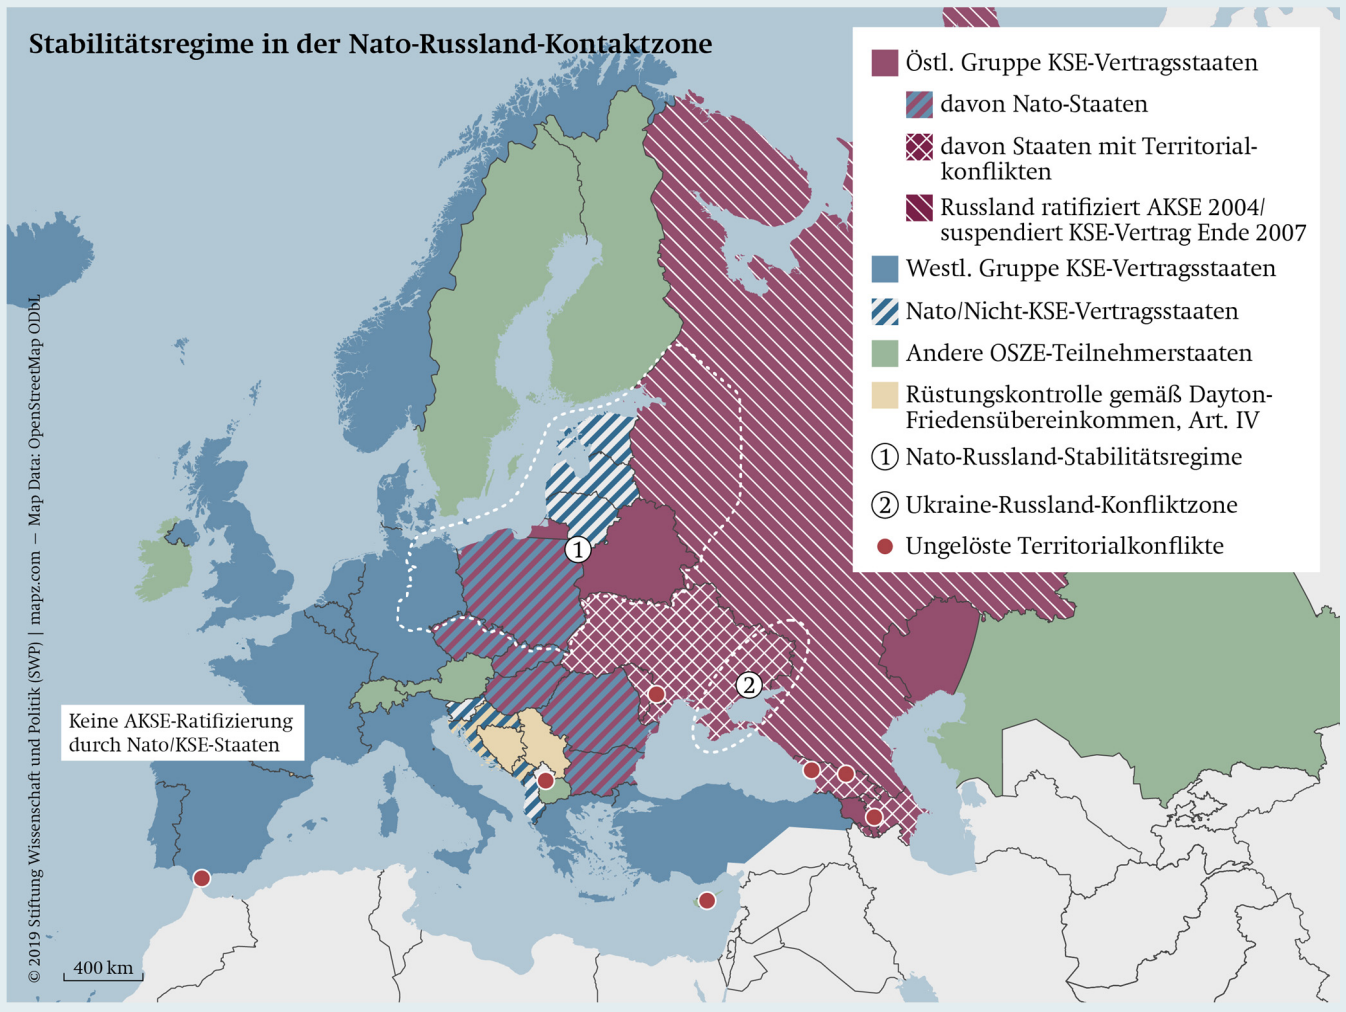 Stabilitätsregime in der Nato-Russland-Kontaktzone
Östl. Gruppe KSE-Vertragsstaaten
davon Nato-Staaten
davon Staaten mit Territorial-
konflikten
Russland ratifiziert AKSE 2004/
suspendiert KSE-Vertrag Ende 2007
Westl. Gruppe KSE-Vertragsstaaten
Nato/Nicht-KSE-Vertragsstaaten
Andere OSZE-Teilnehmerstaaten
Rüstungskontrolle gemäß Dayton-
Friedensübereinkommen, Art. IV
1 Nato-Russland-Stabilitätsregime
2 Ukraine-Russland-Konfliktzone
Ungelöste Territorialkonflikte
1
2
Keine AKSE-Ratifizierung
durch Nato/KSE-Staaten
400 km
© 2019 Stiftung Wissenschaft und Politik (SWP) | mapz.com – Map Data: OpenStreetMap ODbL